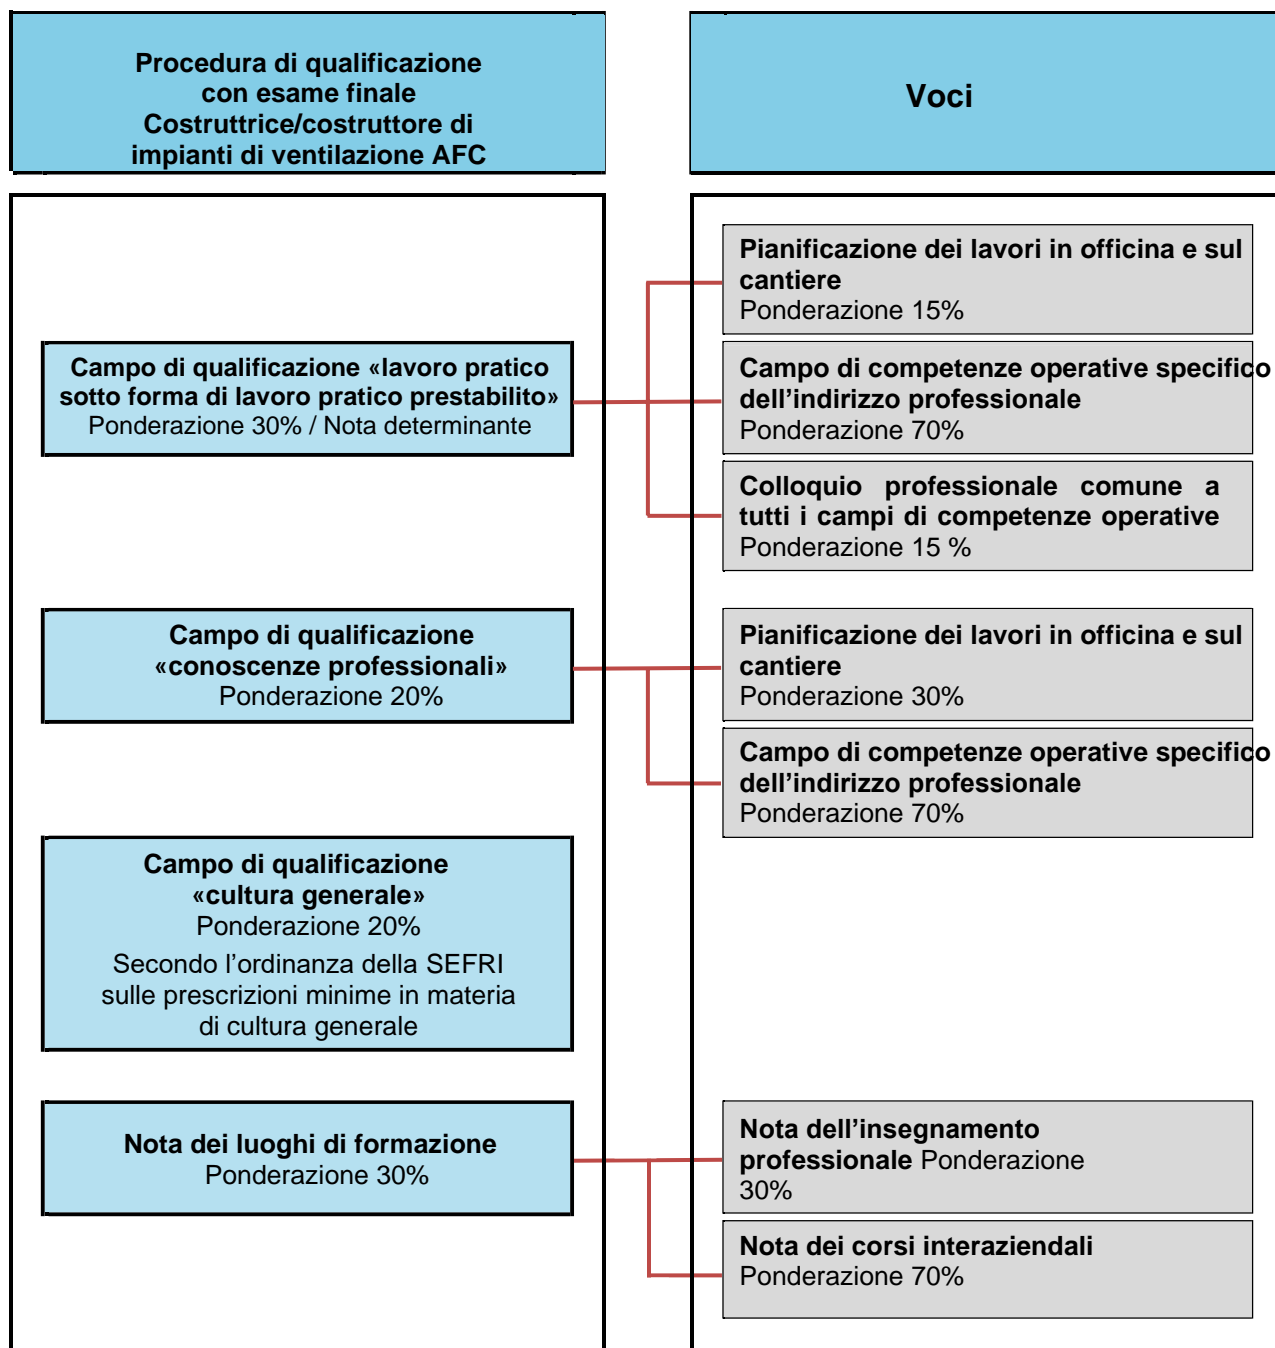 Procedura di qualificazione
con esame finale
Costruttrice/costruttore di
impianti di ventilazione AFC
Voci
Campo di qualificazione «lavoro pratico
sotto forma di lavoro pratico prestabilito»
Ponderazione 30% / Nota determinante
Pianificazione dei lavori in officina e sul
cantiere
Ponderazione 15%
Campo di competenze operative specifico
dell’indirizzo professionale
Ponderazione 70%
Colloquio professionale comune a
tutti i campi di competenze operative
Ponderazione 15 %
Campo di qualificazione
«conoscenze professionali»
Ponderazione 20%
Pianificazione dei lavori in officina e sul
cantiere
Ponderazione 30%
Campo di competenze operative specifico
dell’indirizzo professionale
Ponderazione 70%
Campo di qualificazione
«cultura generale»
Ponderazione 20%
Secondo l’ordinanza della SEFRI
sulle prescrizioni minime in materia
di cultura generale
Nota dei luoghi di formazione
Ponderazione 30%
Nota dell’insegnamento
professionale Ponderazione
30%
Nota dei corsi interaziendali
Ponderazione 70%